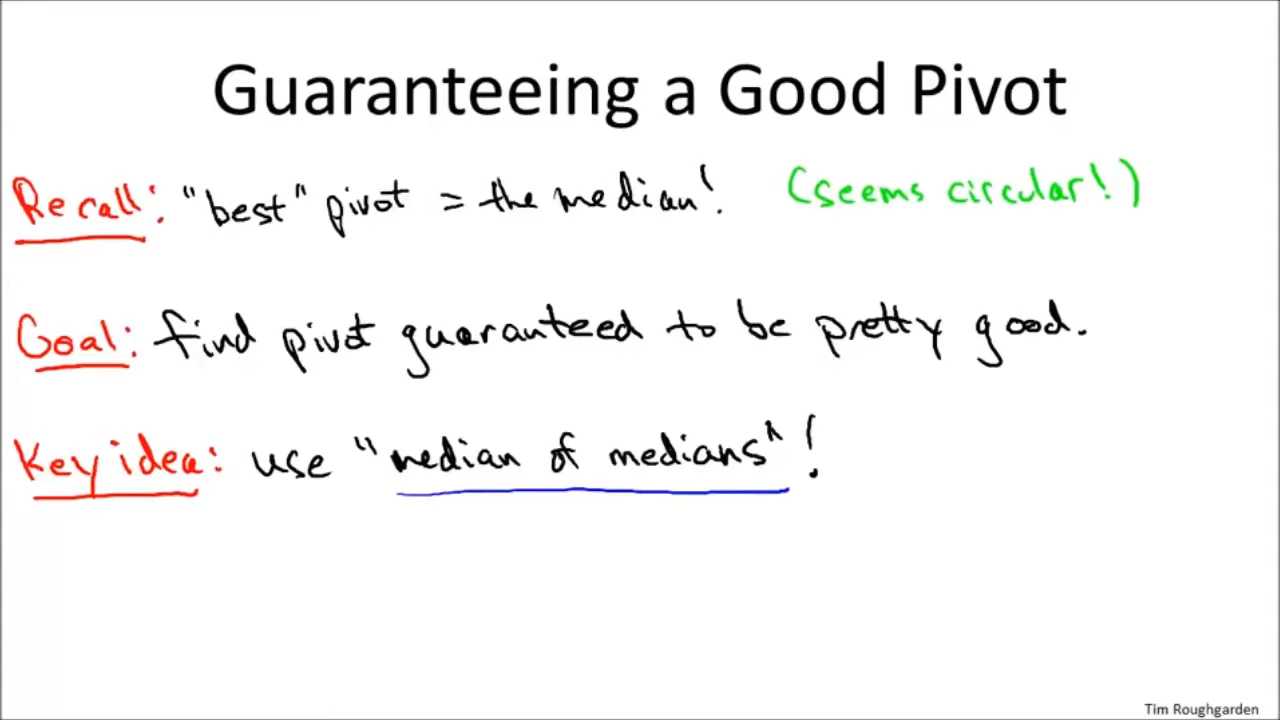 Guaranteeing a Good Pivot
Recall: "best" pivot = the median! (seems circular!)
Goal: find pivot guaranteed to be pretty good.
Key idea: use "median of medians"!
Tim Roughgarden